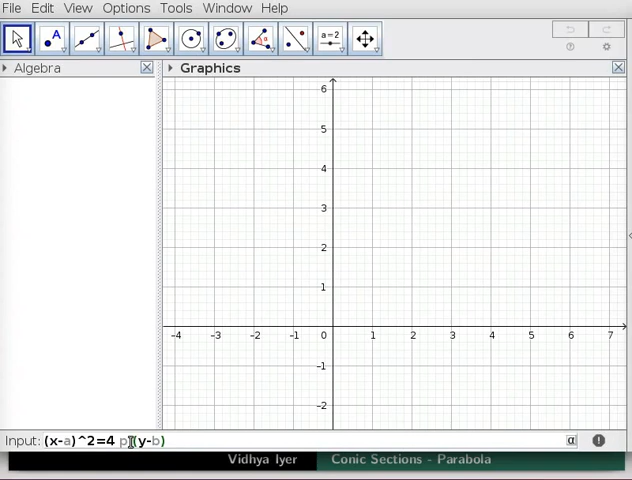 File Edit View Options Tools Window Help
A
α
a=2
Algebra
Graphics
6
5
4
3
2
1
-4 -3 -2 -1 0 1 2 3 4 5 6 7
-1
-2
Input: (x-a)^2=4 p (y-b) α
Vidhya Iyer Conic Sections - Parabola